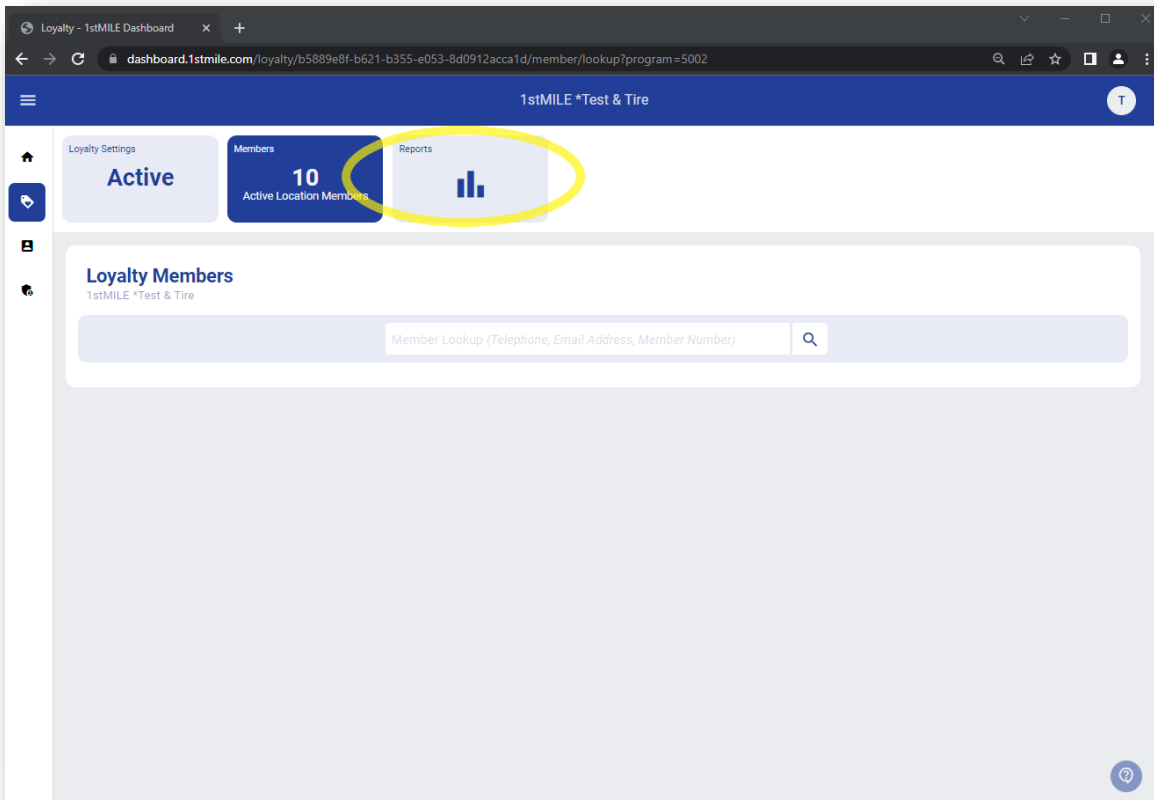 Loyalty - 1stMILE Dashboard
dashboard.1stmile.com/loyalty/b5889e8f-b621-b355-e053-8d0912acca1d/member/lookup?program=5002
1stMILE *Test & Tire
T
Loyalty Settings
Active
Members
10
Active Location Members
Reports
Loyalty Members
1stMILE *Test & Tire
Member Lookup (Telephone, Email Address, Member Number)